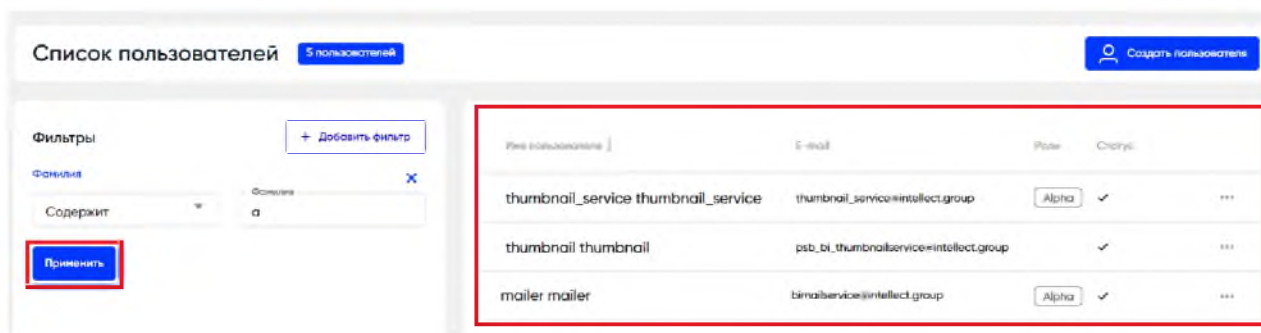 Список пользователей 5 пользователей
Создать пользователя
Фильтры
+ Добавить фильтр
Фамилия
Содержит
Фамилия
а
Применить
Имя пользователя E-mail Роли Статус
thumbnail_service thumbnail_service thumbnail_service@intellect.group Alpha
thumbnail thumbnail psb_bi_thumbnailservice@intellect.group
mailer mailer bimailservice@intellect.group Alpha